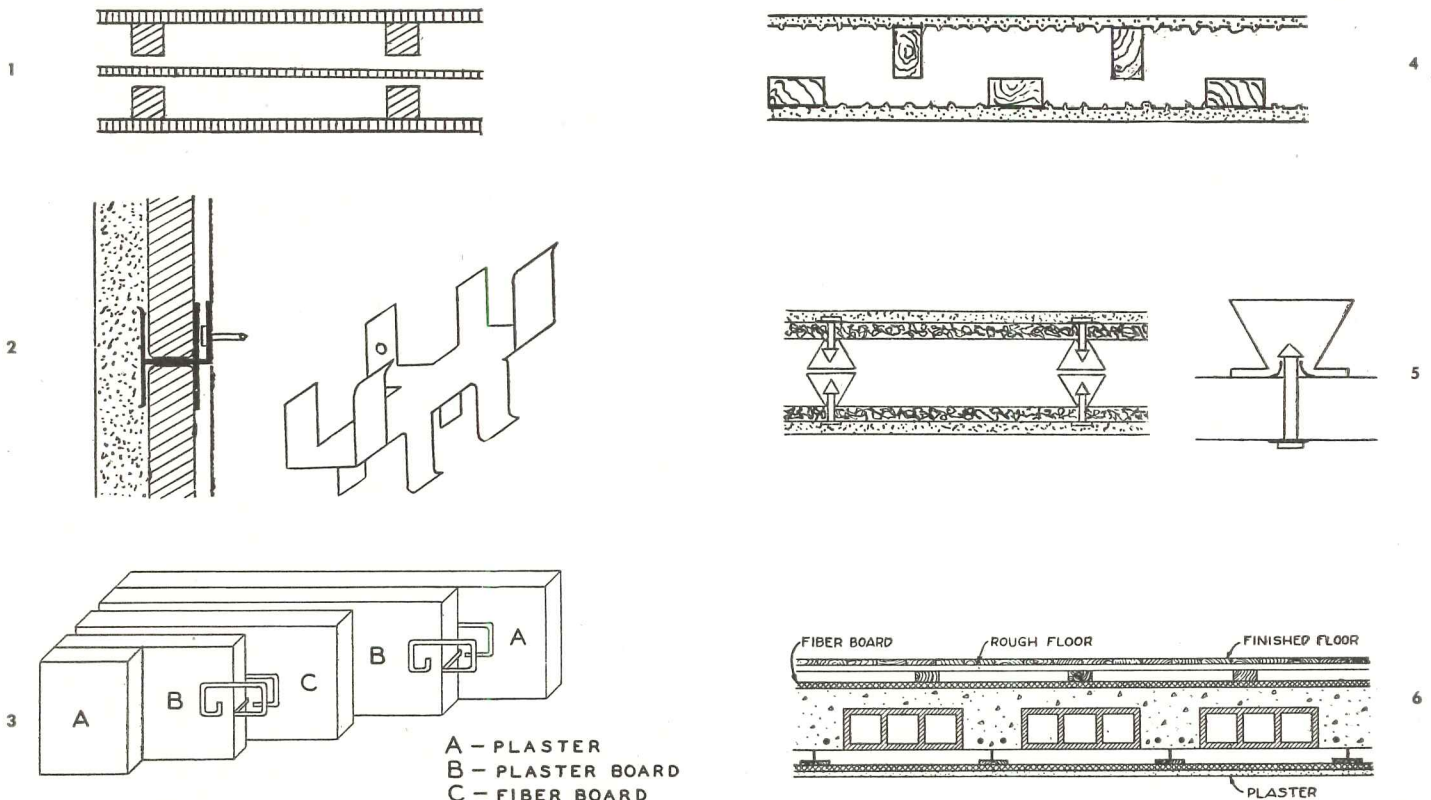 1
2
3
A
B
C
B
A
A – PLASTER
B – PLASTER BOARD
C – FIBER BOARD
4
5
FIBER BOARD
ROUGH FLOOR
FINISHED FLOOR
6
PLASTER